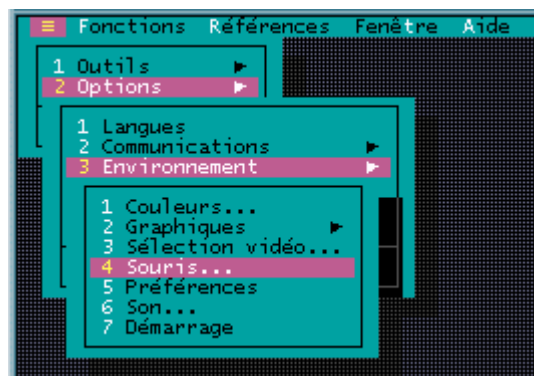 ≡ Fonctions Références Fenêtre Aide
1 Outils ►
2 Options ►
1 Langues
2 Communications ►
3 Environnement ►
1 Couleurs...
2 Graphiques ►
3 Sélection vidéo...
4 Souris...
5 Préférences
6 Son...
7 Démarrage